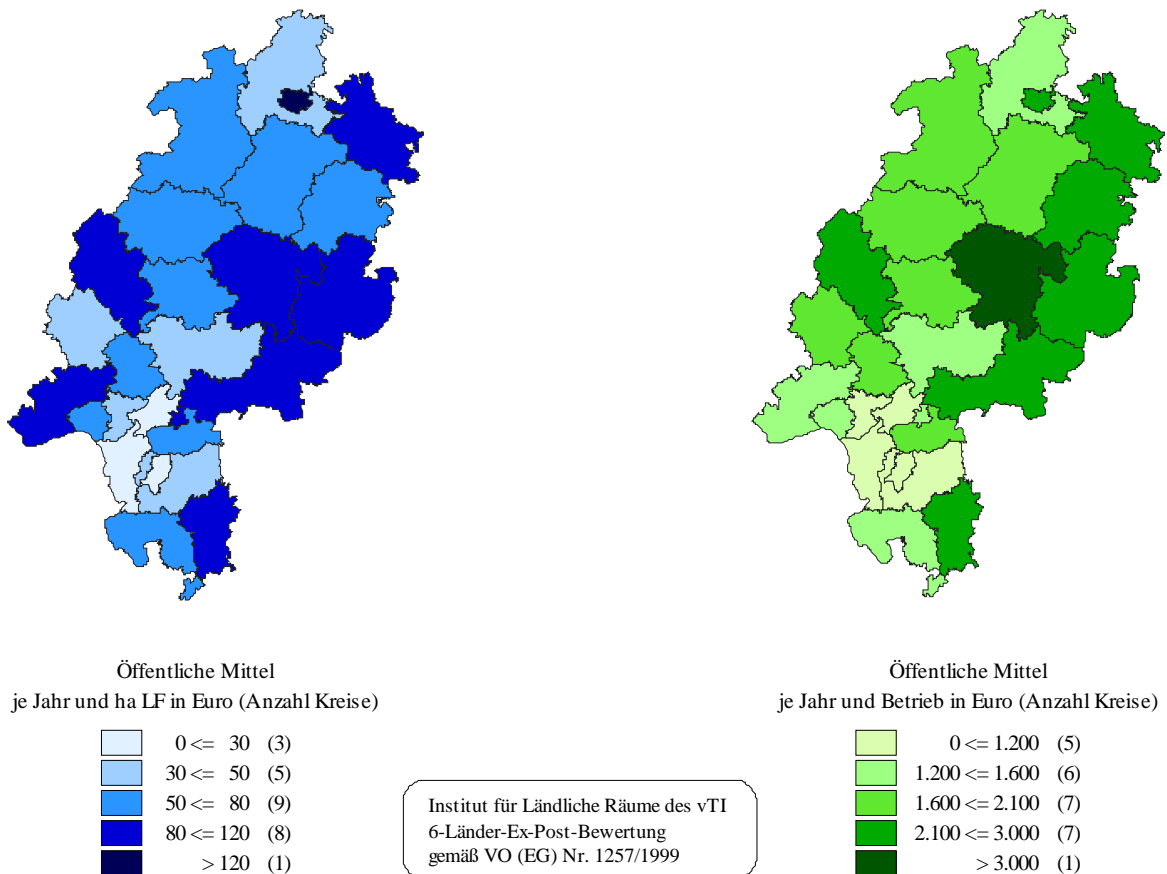 Öffentliche Mittel
je Jahr und ha LF in Euro (Anzahl Kreise)
0 <= 30 (3)
30 <= 50 (5)
50 <= 80 (9)
80 <= 120 (8)
> 120 (1)
Institut für Ländliche Räume des vTI
6-Länder-Ex-Post-Bewertung
gemäß VO (EG) Nr. 1257/1999
Öffentliche Mittel
je Jahr und Betrieb in Euro (Anzahl Kreise)
0 <= 1.200 (5)
1.200 <= 1.600 (6)
1.600 <= 2.100 (7)
2.100 <= 3.000 (7)
> 3.000 (1)